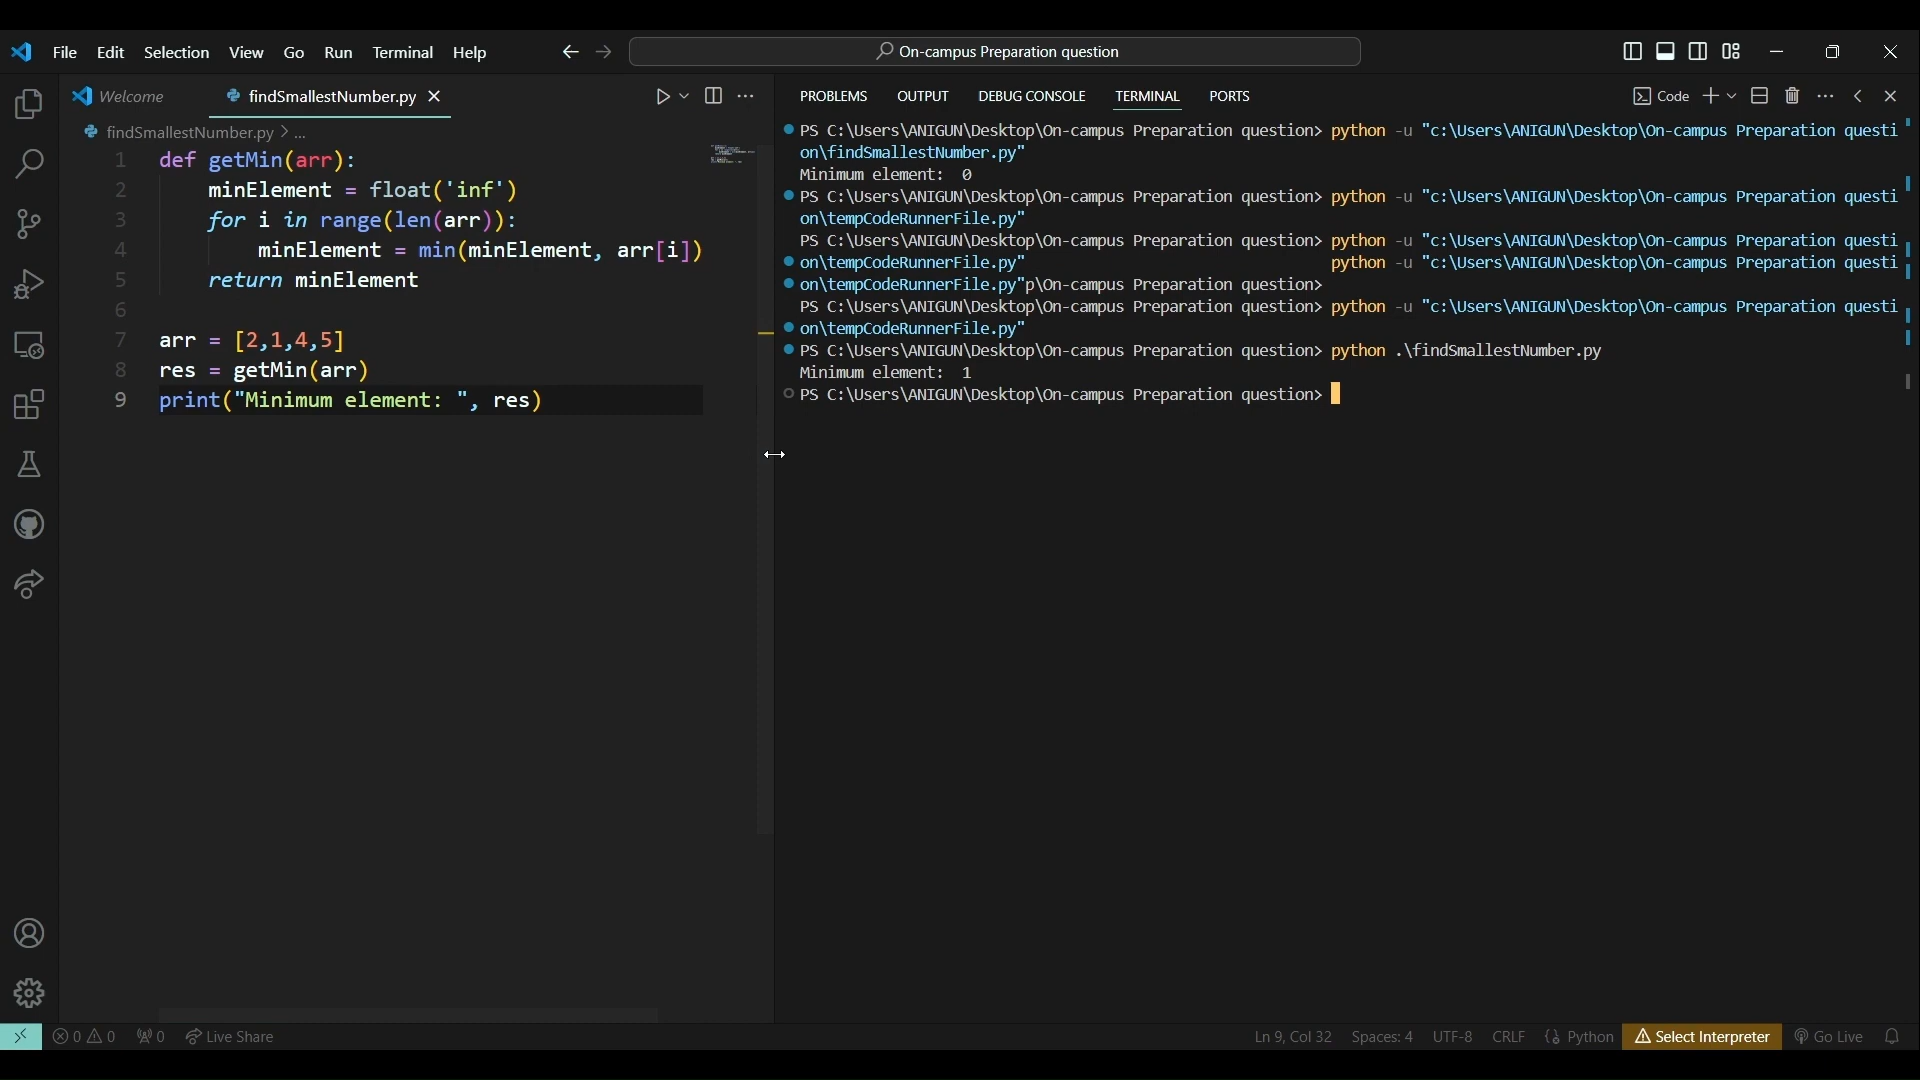 File Edit Selection View Go Run Terminal Help
On-campus Preparation question
Welcome
findSmallestNumber.py
findSmallestNumber.py > ...
1 def getMin(arr):
2     minElement = float('inf')
3     for i in range(len(arr)):
4         minElement = min(minElement, arr[i])
5     return minElement
6
7 arr = [2,1,4,5]
8 res = getMin(arr)
9 print("Minimum element: ", res)
PROBLEMS OUTPUT DEBUG CONSOLE TERMINAL PORTS
Code
PS C:\Users\ANIGUN\Desktop\On-campus Preparation question> python -u "c:\Users\ANIGUN\Desktop\On-campus Preparation questi
on\findSmallestNumber.py"
Minimum element:  0
PS C:\Users\ANIGUN\Desktop\On-campus Preparation question> python -u "c:\Users\ANIGUN\Desktop\On-campus Preparation questi
on\tempCodeRunnerFile.py"
PS C:\Users\ANIGUN\Desktop\On-campus Preparation question> python -u "c:\Users\ANIGUN\Desktop\On-campus Preparation questi
on\tempCodeRunnerFile.py" python -u "c:\Users\ANIGUN\Desktop\On-campus Preparation questi
on\tempCodeRunnerFile.py"p\On-campus Preparation question>
PS C:\Users\ANIGUN\Desktop\On-campus Preparation question> python -u "c:\Users\ANIGUN\Desktop\On-campus Preparation questi
on\tempCodeRunnerFile.py"
PS C:\Users\ANIGUN\Desktop\On-campus Preparation question> python .\findSmallestNumber.py
Minimum element:  1
PS C:\Users\ANIGUN\Desktop\On-campus Preparation question>
0 0 0 Live Share
Ln 9, Col 32 Spaces: 4 UTF-8 CRLF Python Select Interpreter Go Live